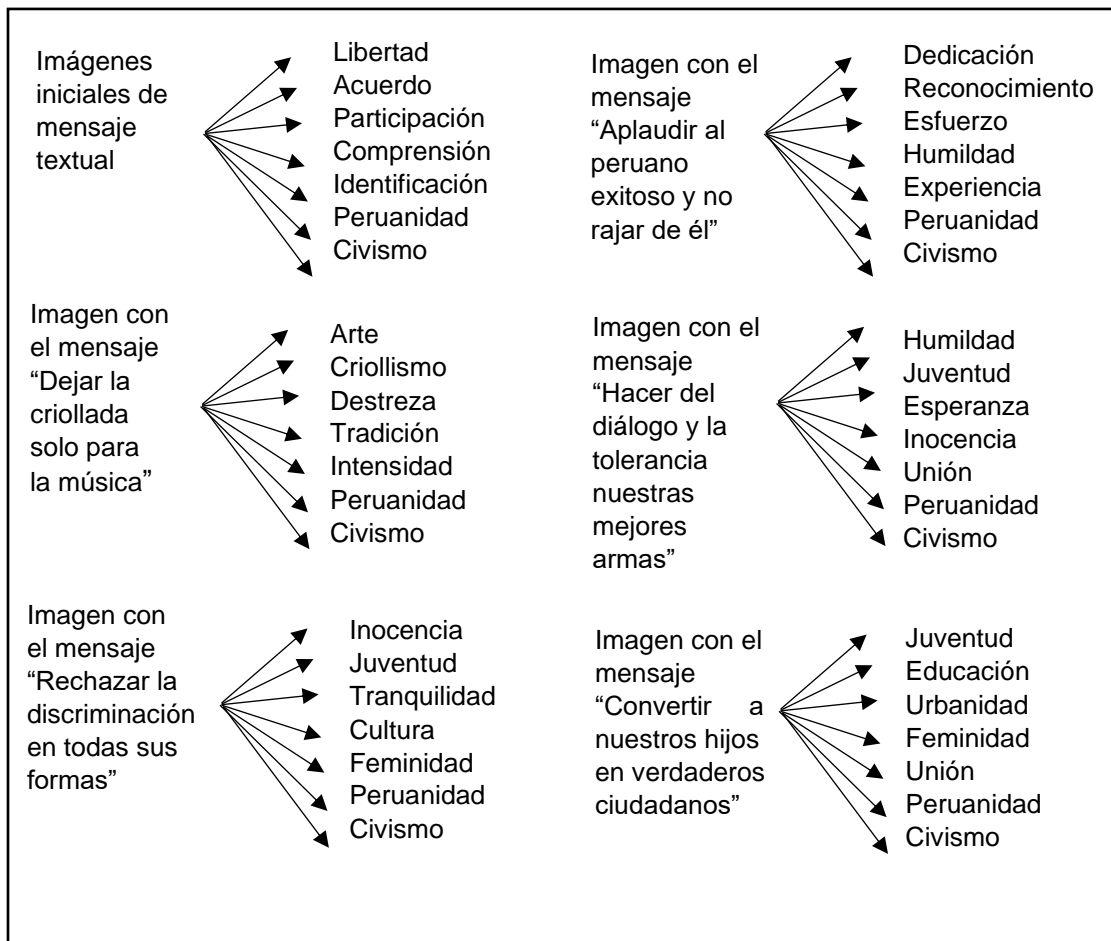 Imágenes
iniciales de
mensaje
textual
Libertad
Acuerdo
Participación
Comprensión
Identificación
Peruanidad
Civismo
Imagen con el
mensaje
“Aplaudir al
peruano
exitoso y no
rajar de él”
Dedicación
Reconocimiento
Esfuerzo
Humildad
Experiencia
Peruanidad
Civismo
Imagen con
el mensaje
“Dejar la
criollada
solo para
la música”
Arte
Criollismo
Destreza
Tradición
Intensidad
Peruanidad
Civismo
Imagen con el
mensaje
“Hacer del
diálogo y la
tolerancia
nuestras
mejores
armas”
Humildad
Juventud
Esperanza
Inocencia
Unión
Peruanidad
Civismo
Imagen con
el mensaje
“Rechazar la
discriminación
en todas sus
formas”
Inocencia
Juventud
Tranquilidad
Cultura
Feminidad
Peruanidad
Civismo
Imagen con el
mensaje
“Convertir a
nuestros hijos
en verdaderos
ciudadanos”
Juventud
Educación
Urbanidad
Feminidad
Unión
Peruanidad
Civismo